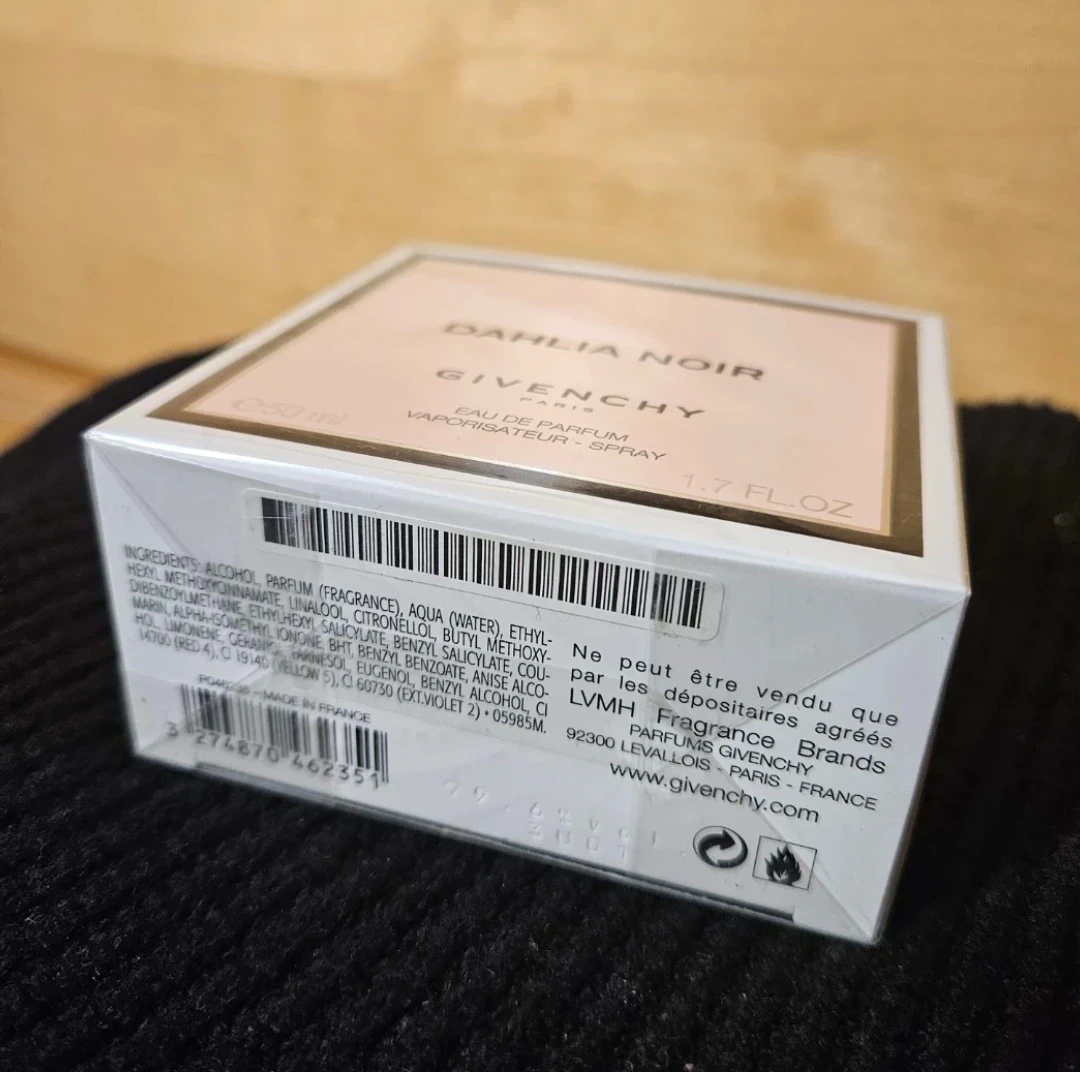 DAHLIA NOIR
GIVENCHY
PARIS
EAU DE PARFUM
VAPORISATEUR - SPRAY
℮ 50 ml
1.7 FL.OZ
INGREDIENTS: ALCOHOL, PARFUM (FRAGRANCE), AQUA (WATER), ETHYL-
HEXYL METHOXYCINNAMATE, LINALOOL, CITRONELLOL, BUTYL METHOXY-
DIBENZOYLMETHANE, ETHYLHEXYL SALICYLATE, BENZYL SALICYLATE, COU-
MARIN, ALPHA-ISOMETHYL IONONE, BHT, BENZYL BENZOATE, ANISE ALCO-
HOL, LIMONENE, GERANIOL, FARNESOL, EUGENOL, BENZYL ALCOHOL, CI
14700 (RED 4), CI 19140 (YELLOW 5), CI 60730 (EXT.VIOLET 2) • 05985M.
MADE IN FRANCE
3 274870 462351
Ne peut être vendu que
par les dépositaires agréés
LVMH Fragrance Brands
PARFUMS GIVENCHY
92300 LEVALLOIS - PARIS - FRANCE
www.givenchy.com